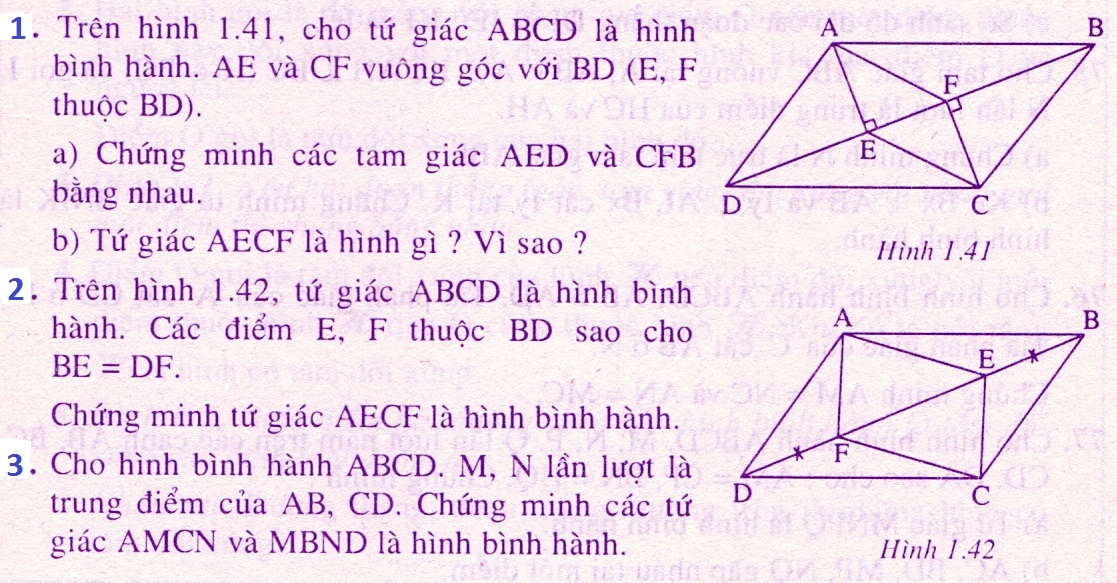 1. Trên hình 1.41, cho tứ giác ABCD là hình
bình hành. AE và CF vuông góc với BD (E, F
thuộc BD).
a) Chứng minh các tam giác AED và CFB
bằng nhau.
b) Tứ giác AECF là hình gì ? Vì sao ?
A
B
F
E
D
C
Hình 1.41
2. Trên hình 1.42, tứ giác ABCD là hình bình
hành. Các điểm E, F thuộc BD sao cho
BE = DF.
Chứng minh tứ giác AECF là hình bình hành.
3. Cho hình bình hành ABCD. M, N lần lượt là
trung điểm của AB, CD. Chứng minh các tứ
giác AMCN và MBND là hình bình hành.
A
B
E
F
D
C
Hình 1.42